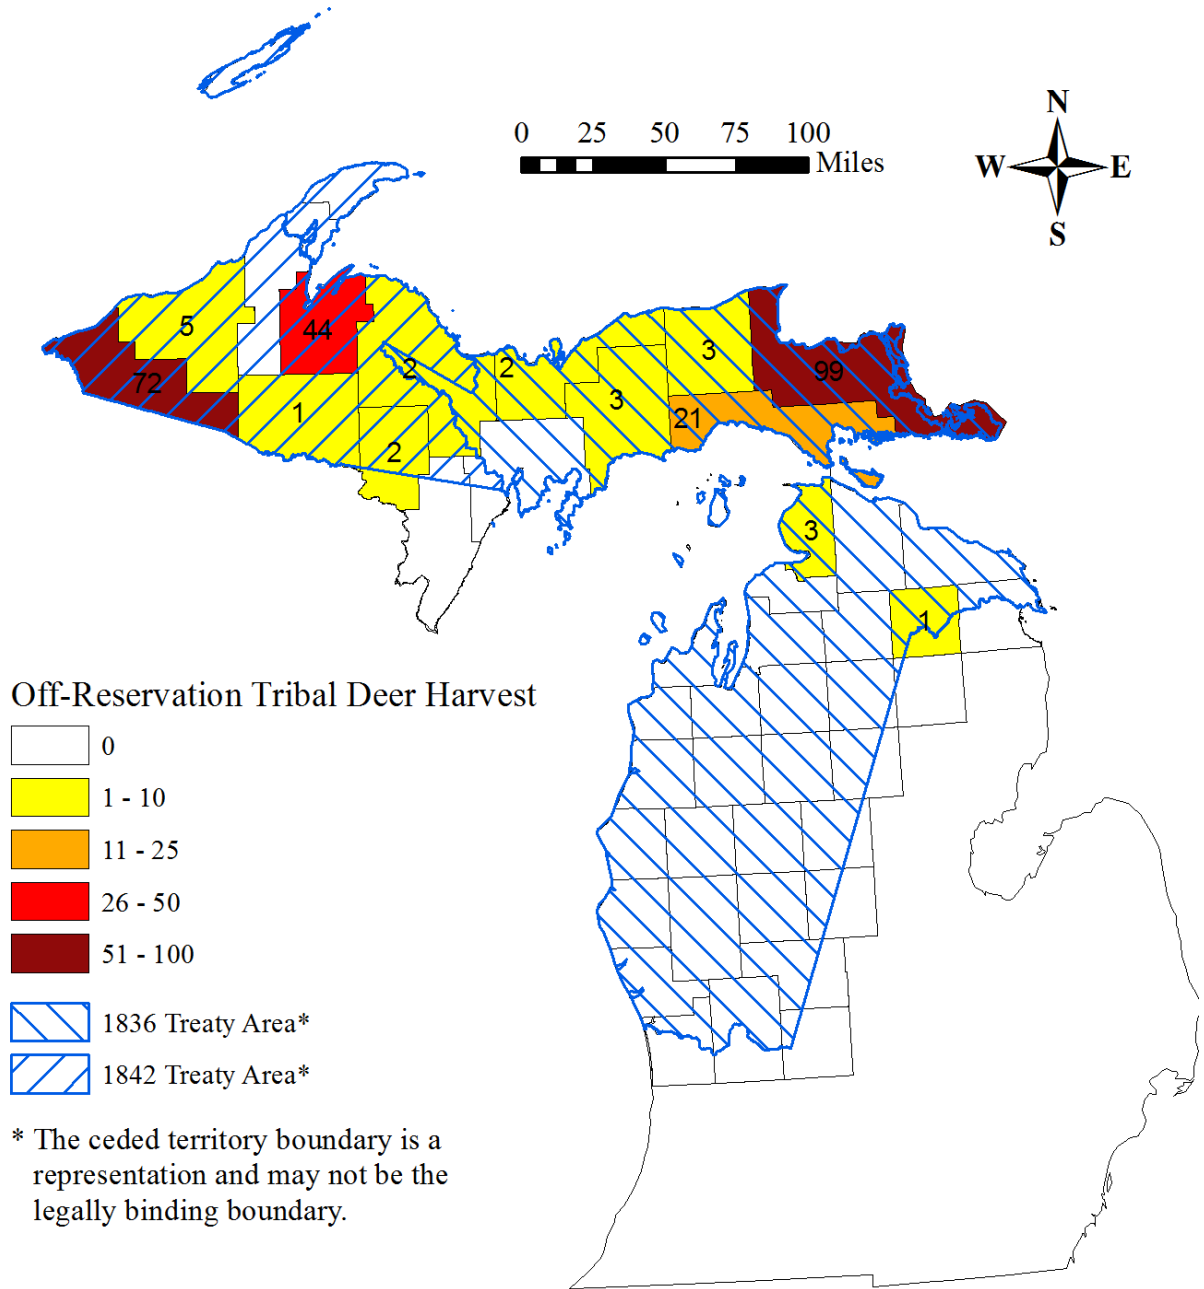 N
0 25 50 75 100
Miles
W E
S
5
44
3
2
2
72
99
3
1
21
2
3
1
Off-Reservation Tribal Deer Harvest
0
1 - 10
11 - 25
26 - 50
51 - 100
1836 Treaty Area*
1842 Treaty Area*
* The ceded territory boundary is a
representation and may not be the
legally binding boundary.